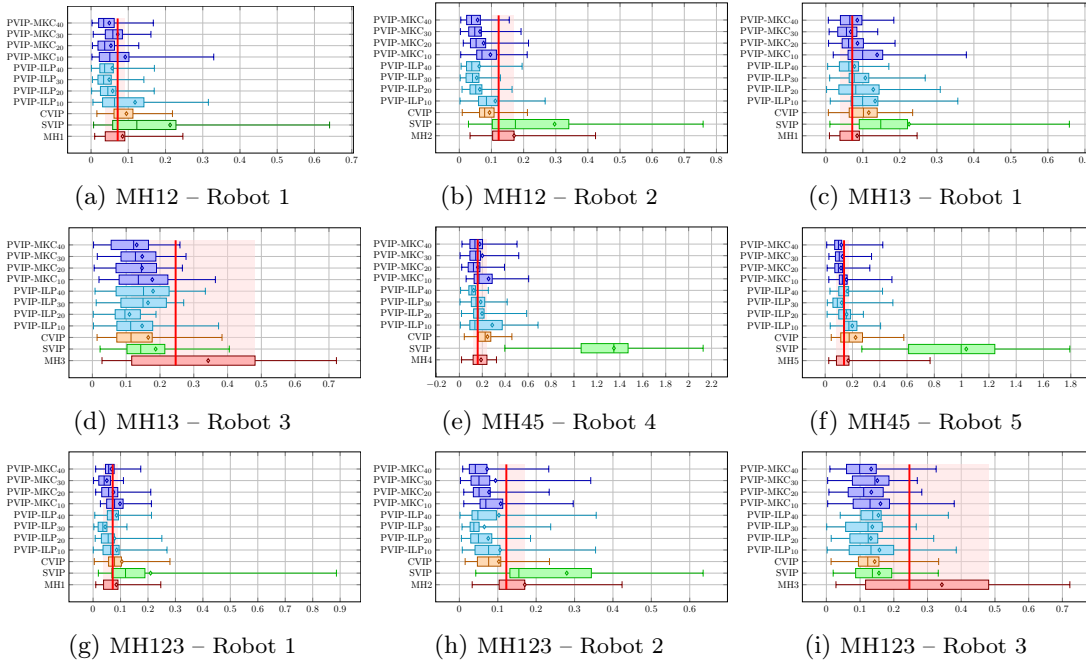 PVIP-MKC40
PVIP-MKC30
PVIP-MKC20
PVIP-MKC10
PVIP-ILP40
PVIP-ILP30
PVIP-ILP20
PVIP-ILP10
CVIP
SVIP
MH1
0 0.1 0.2 0.3 0.4 0.5 0.6 0.7
(a) MH12 – Robot 1
PVIP-MKC40
PVIP-MKC30
PVIP-MKC20
PVIP-MKC10
PVIP-ILP40
PVIP-ILP30
PVIP-ILP20
PVIP-ILP10
CVIP
SVIP
MH2
0 0.1 0.2 0.3 0.4 0.5 0.6 0.7 0.8
(b) MH12 – Robot 2
PVIP-MKC40
PVIP-MKC30
PVIP-MKC20
PVIP-MKC10
PVIP-ILP40
PVIP-ILP30
PVIP-ILP20
PVIP-ILP10
CVIP
SVIP
MH1
0 0.1 0.2 0.3 0.4 0.5 0.6 0.7
(c) MH13 – Robot 1
PVIP-MKC40
PVIP-MKC30
PVIP-MKC20
PVIP-MKC10
PVIP-ILP40
PVIP-ILP30
PVIP-ILP20
PVIP-ILP10
CVIP
SVIP
MH3
0 0.1 0.2 0.3 0.4 0.5 0.6 0.7 0.8
(d) MH13 – Robot 3
PVIP-MKC40
PVIP-MKC30
PVIP-MKC20
PVIP-MKC10
PVIP-ILP40
PVIP-ILP30
PVIP-ILP20
PVIP-ILP10
CVIP
SVIP
MH4
−0.2 0 0.2 0.4 0.6 0.8 1 1.2 1.4 1.6 1.8 2 2.2
(e) MH45 – Robot 4
PVIP-MKC40
PVIP-MKC30
PVIP-MKC20
PVIP-MKC10
PVIP-ILP40
PVIP-ILP30
PVIP-ILP20
PVIP-ILP10
CVIP
SVIP
MH5
0 0.2 0.4 0.6 0.8 1 1.2 1.4 1.6 1.8
(f) MH45 – Robot 5
PVIP-MKC40
PVIP-MKC30
PVIP-MKC20
PVIP-MKC10
PVIP-ILP40
PVIP-ILP30
PVIP-ILP20
PVIP-ILP10
CVIP
SVIP
MH1
0 0.1 0.2 0.3 0.4 0.5 0.6 0.7 0.8 0.9
(g) MH123 – Robot 1
PVIP-MKC40
PVIP-MKC30
PVIP-MKC20
PVIP-MKC10
PVIP-ILP40
PVIP-ILP30
PVIP-ILP20
PVIP-ILP10
CVIP
SVIP
MH2
0 0.1 0.2 0.3 0.4 0.5 0.6
(h) MH123 – Robot 2
PVIP-MKC40
PVIP-MKC30
PVIP-MKC20
PVIP-MKC10
PVIP-ILP40
PVIP-ILP30
PVIP-ILP20
PVIP-ILP10
CVIP
SVIP
MH3
0 0.1 0.2 0.3 0.4 0.5 0.6 0.7
(i) MH123 – Robot 3